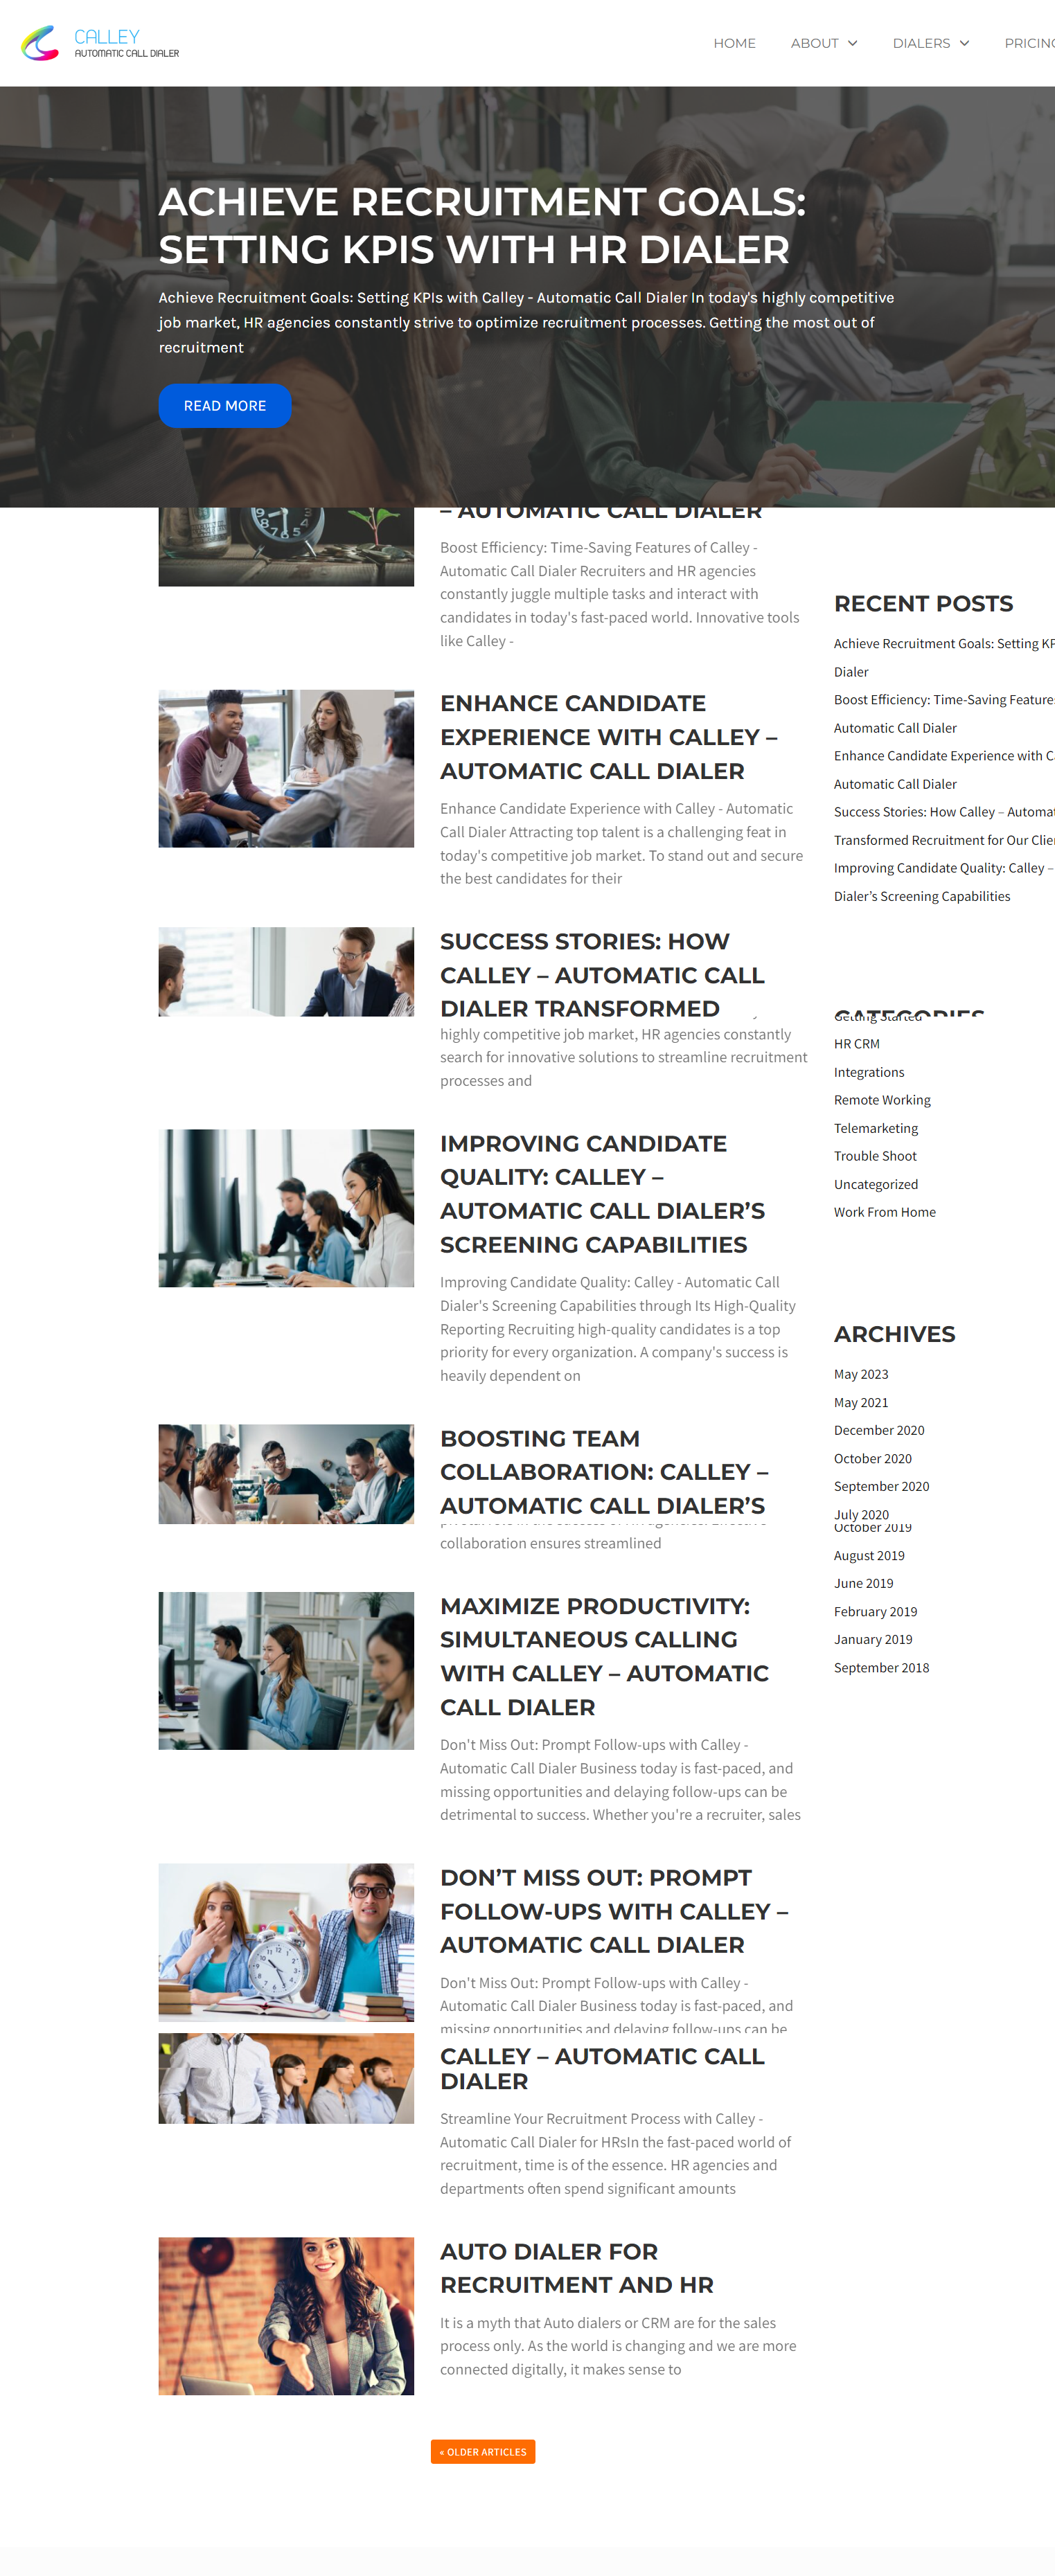 CALLEY
AUTOMATIC CALL DIALER
HOME
ABOUT
DIALERS
PRICING
ACHIEVE RECRUITMENT GOALS:
SETTING KPIS WITH HR DIALER
Achieve Recruitment Goals: Setting KPIs with Calley - Automatic Call Dialer In today's highly competitive
job market, HR agencies constantly strive to optimize recruitment processes. Getting the most out of
recruitment
READ MORE
– AUTOMATIC CALL DIALER
Boost Efficiency: Time-Saving Features of Calley -
Automatic Call Dialer Recruiters and HR agencies
constantly juggle multiple tasks and interact with
candidates in today's fast-paced world. Innovative tools
like Calley -
ENHANCE CANDIDATE
EXPERIENCE WITH CALLEY –
AUTOMATIC CALL DIALER
Enhance Candidate Experience with Calley - Automatic
Call Dialer Attracting top talent is a challenging feat in
today's competitive job market. To stand out and secure
the best candidates for their
SUCCESS STORIES: HOW
CALLEY – AUTOMATIC CALL
DIALER TRANSFORMED
highly competitive job market, HR agencies constantly
search for innovative solutions to streamline recruitment
processes and
IMPROVING CANDIDATE
QUALITY: CALLEY –
AUTOMATIC CALL DIALER’S
SCREENING CAPABILITIES
Improving Candidate Quality: Calley - Automatic Call
Dialer's Screening Capabilities through Its High-Quality
Reporting Recruiting high-quality candidates is a top
priority for every organization. A company's success is
heavily dependent on
BOOSTING TEAM
COLLABORATION: CALLEY –
AUTOMATIC CALL DIALER’S
collaboration ensures streamlined
MAXIMIZE PRODUCTIVITY:
SIMULTANEOUS CALLING
WITH CALLEY – AUTOMATIC
CALL DIALER
Don't Miss Out: Prompt Follow-ups with Calley -
Automatic Call Dialer Business today is fast-paced, and
missing opportunities and delaying follow-ups can be
detrimental to success. Whether you're a recruiter, sales
DON’T MISS OUT: PROMPT
FOLLOW-UPS WITH CALLEY –
AUTOMATIC CALL DIALER
Don't Miss Out: Prompt Follow-ups with Calley -
Automatic Call Dialer Business today is fast-paced, and
missing opportunities and delaying follow-ups can be
CALLEY – AUTOMATIC CALL
DIALER
Streamline Your Recruitment Process with Calley -
Automatic Call Dialer for HRsIn the fast-paced world of
recruitment, time is of the essence. HR agencies and
departments often spend significant amounts
AUTO DIALER FOR
RECRUITMENT AND HR
It is a myth that Auto dialers or CRM are for the sales
process only. As the world is changing and we are more
connected digitally, it makes sense to
« OLDER ARTICLES
RECENT POSTS
Achieve Recruitment Goals: Setting KP
Dialer
Boost Efficiency: Time-Saving Features
Automatic Call Dialer
Enhance Candidate Experience with C
Automatic Call Dialer
Success Stories: How Calley – Automat
Transformed Recruitment for Our Clien
Improving Candidate Quality: Calley –
Dialer’s Screening Capabilities
CATEGORIES
Getting Started
HR CRM
Integrations
Remote Working
Telemarketing
Trouble Shoot
Uncategorized
Work From Home
ARCHIVES
May 2023
May 2021
December 2020
October 2020
September 2020
July 2020
October 2019
August 2019
June 2019
February 2019
January 2019
September 2018